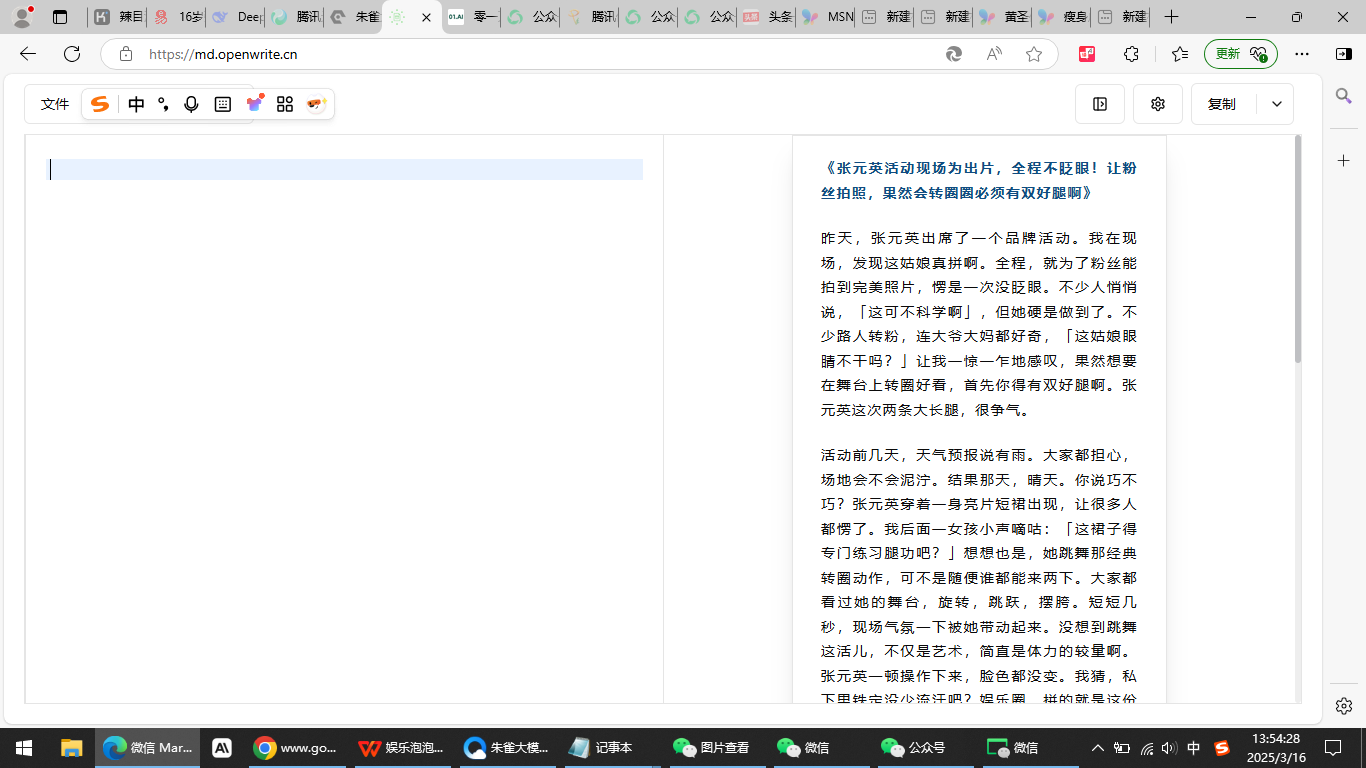 辣目
16岁
Deep
腾讯
朱雀
01.AI 零一
公众
腾讯
公众
公众
头条
MSN
新建
新建
黄圣
瘦身
新建
https://md.openwrite.cn
更新
文件
中
复制
《张元英活动现场为出片，全程不眨眼！让粉
丝拍照，果然会转圈圈必须有双好腿啊》
昨天，张元英出席了一个品牌活动。我在现
场，发现这姑娘真拼啊。全程，就为了粉丝能
拍到完美照片，愣是一次没眨眼。不少人悄悄
说，「这可不科学啊」，但她硬是做到了。不
少路人转粉，连大爷大妈都好奇，「这姑娘眼
睛不干吗？」让我一惊一乍地感叹，果然想要
在舞台上转圈好看，首先你得有双好腿啊。张
元英这次两条大长腿，很争气。
活动前几天，天气预报说有雨。大家都担心，
场地会不会泥泞。结果那天，晴天。你说巧不
巧？张元英穿着一身亮片短裙出现，让很多人
都愣了。我后面一女孩小声嘀咕：「这裙子得
专门练习腿功吧？」想想也是，她跳舞那经典
转圈动作，可不是随便谁都能来两下。大家都
看过她的舞台，旋转，跳跃，摆胯。短短几
秒，现场气氛一下被她带动起来。没想到跳舞
这活儿，不仅是艺术，简直是体力的较量啊。
张元英一顿操作下来，脸色都没变。我猜，私
下里铁定没少流汗吧？娱乐圈，拼的就是这份
微信 Mar...
www.go...
娱乐泡泡...
朱雀大模...
记事本
图片查看
微信
公众号
微信
中
13:54:28
2025/3/16